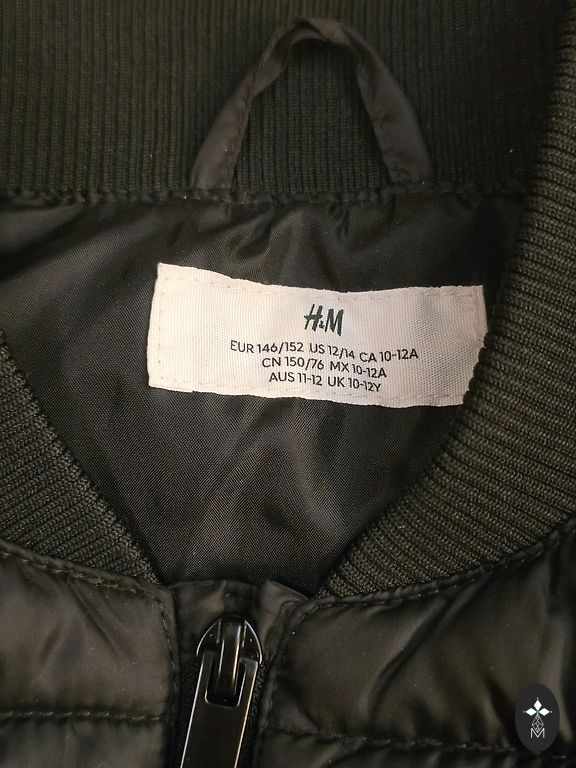 H&M
EUR 146/152 US 12/14 CA 10-12A
CN 150/76 MX 10-12A
AUS 11-12 UK 10-12Y
M